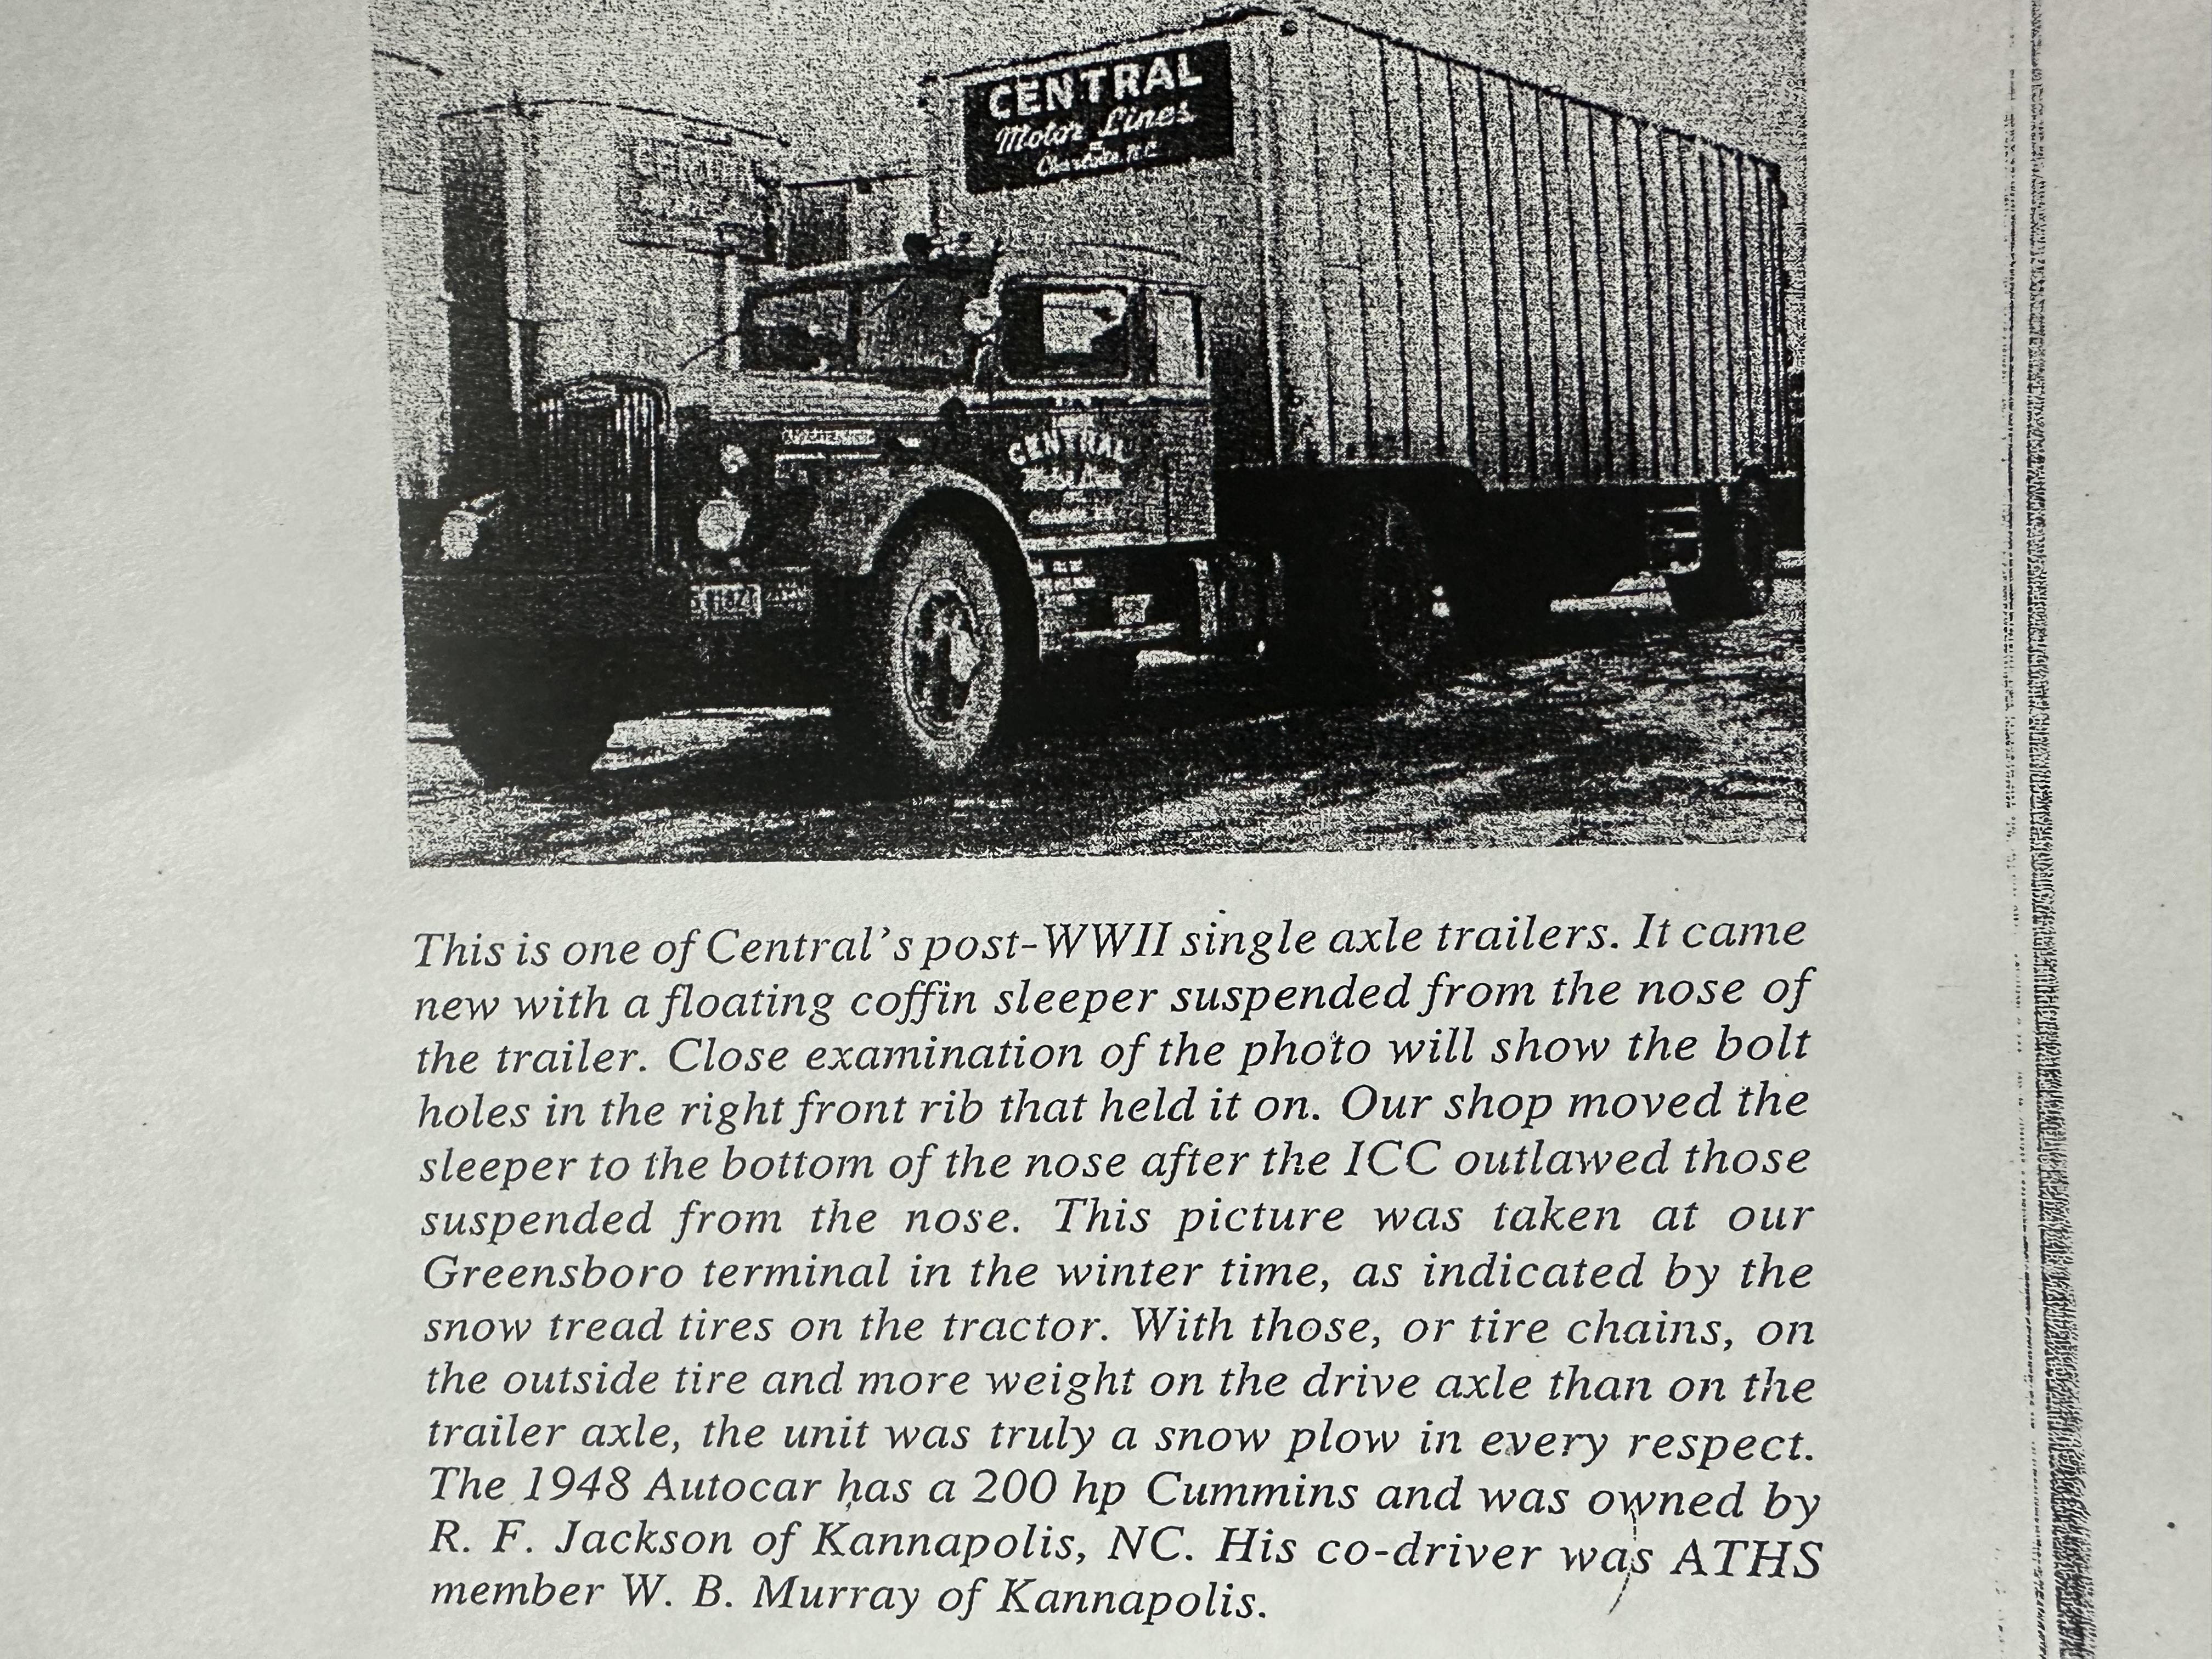 CENTRAL
Motor Lines
Charlotte, N.C.
CENTRAL
This is one of Central's post-WWII single axle trailers. It came
new with a floating coffin sleeper suspended from the nose of
the trailer. Close examination of the photo will show the bolt
holes in the right front rib that held it on. Our shop moved the
sleeper to the bottom of the nose after the ICC outlawed those
suspended from the nose. This picture was taken at our
Greensboro terminal in the winter time, as indicated by the
snow tread tires on the tractor. With those, or tire chains, on
the outside tire and more weight on the drive axle than on the
trailer axle, the unit was truly a snow plow in every respect.
The 1948 Autocar has a 200 hp Cummins and was owned by
R. F. Jackson of Kannapolis, NC. His co-driver was ATHS
member W. B. Murray of Kannapolis.